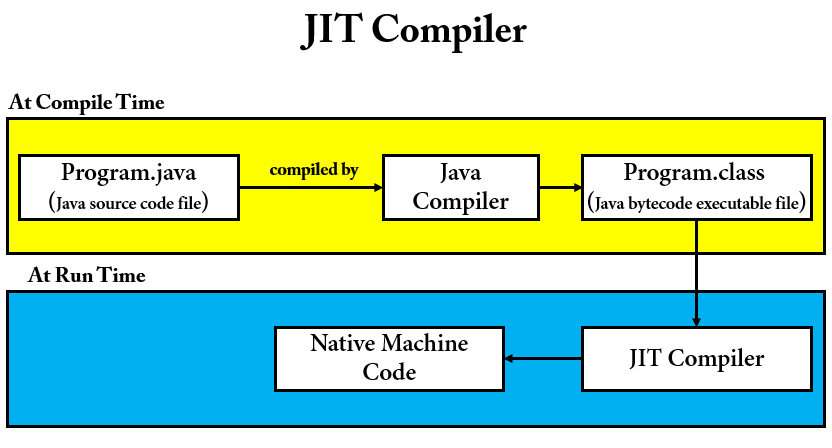 JIT Compiler
At Compile Time
Program.java
(Java source code file)
compiled by
Java
Compiler
Program.class
(Java bytecode executable file)
At Run Time
Native Machine
Code
JIT Compiler